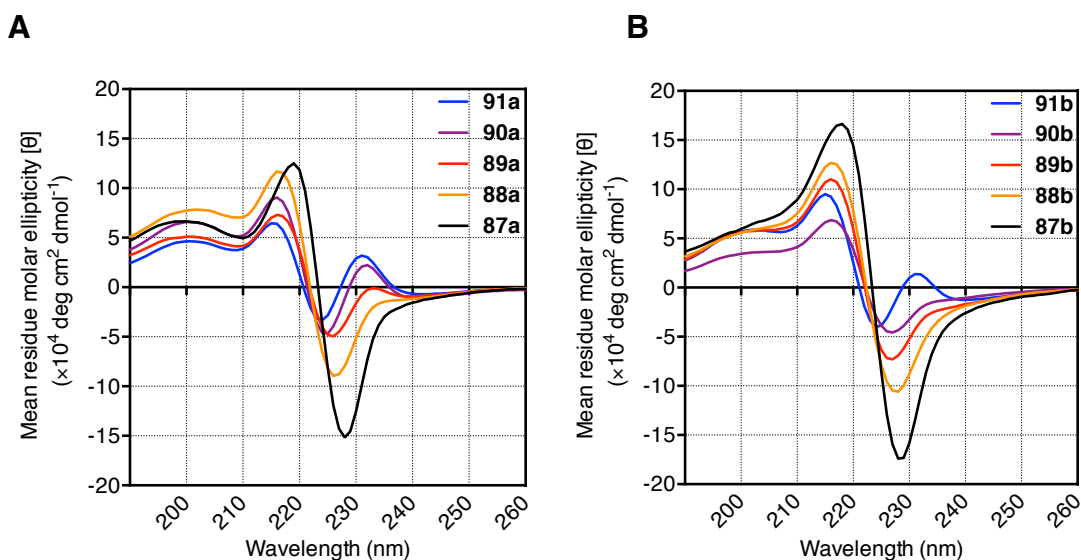 A
Mean residue molar ellipticity [θ]
(×10⁴ deg cm² dmol⁻¹)
20
15
10
5
0
-5
-10
-15
-20
200
210
220
230
240
250
260
Wavelength (nm)
91a
90a
89a
88a
87a
B
Mean residue molar ellipticity [θ]
(×10⁴ deg cm² dmol⁻¹)
20
15
10
5
0
-5
-10
-15
-20
200
210
220
230
240
250
260
Wavelength (nm)
91b
90b
89b
88b
87b